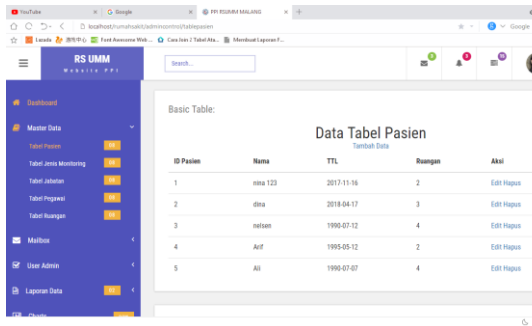 YouTube
Google
PPI RSUMM MALANG
localhost/rumahsakit/admincontrol/tablepasien
Google
Lazada
Font Awesome Web ...
Cara Join 2 Tabel Ata...
Membuat Laporan F...
RS UMM
Website PPI
Search...
Dashboard
Master Data
Tabel Pasien
Tabel Jenis Monitoring
Tabel Jabatan
Tabel Pegawai
Tabel Ruangan
Mailbox
User Admin
Laporan Data
Charts
Basic Table:
Data Tabel Pasien
Tambah Data
ID Pasien Nama TTL Ruangan Aksi
1 nina 123 2017-11-16 2 Edit Hapus
2 dina 2018-04-17 3 Edit Hapus
3 nelsen 1990-07-12 4 Edit Hapus
4 Arif 1995-05-12 2 Edit Hapus
5 Ali 1990-07-07 4 Edit Hapus